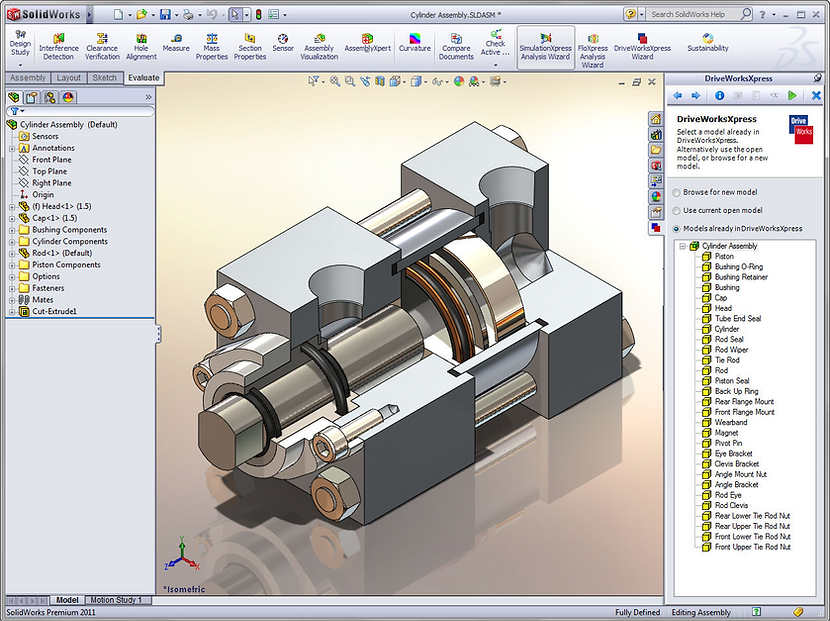 SolidWorks
Cylinder Assembly.SLDASM *
Search SolidWorks Help
Design Study
Interference Detection
Clearance Verification
Hole Alignment
Measure
Mass Properties
Section Properties
Sensor
Assembly Visualization
AssemblyXpert
Curvature
Compare Documents
Check Active ...
SimulationXpress Analysis Wizard
FloXpress Analysis Wizard
DriveWorksXpress Wizard
Sustainability
Assembly
Layout
Sketch
Evaluate
Cylinder Assembly (Default)
Sensors
Annotations
Front Plane
Top Plane
Right Plane
Origin
(f) Head<1> (1.5)
Cap<1> (1.5)
Bushing Components
Cylinder Components
Rod<1> (Default)
Piston Components
Options
Fasteners
Mates
Cut-Extrude1
Y
Z
X
*Isometric
DriveWorksXpress
DriveWorksXpress
Select a model already in
DriveWorksXpress.
Alternatively use the open
model, or browse for a new
model.
Drive
Works
Browse for new model
Use current open model
Models already in DriveWorksXpress
Cylinder Assembly
Piston
Bushing O-Ring
Bushing Retainer
Bushing
Cap
Head
Tube End Seal
Cylinder
Rod Seal
Rod Wiper
Tie Rod
Rod
Piston Seal
Back Up Ring
Rear Flange Mount
Front Flange Mount
Wearband
Magnet
Pivot Pin
Eye Bracket
Clevis Bracket
Angle Mount Nut
Angle Bracket
Rod Eye
Rod Clevis
Rear Lower Tie Rod Nut
Rear Upper Tie Rod Nut
Front Lower Tie Rod Nut
Front Upper Tie Rod Nut
Model
Motion Study 1
SolidWorks Premium 2011
Fully Defined
Editing Assembly